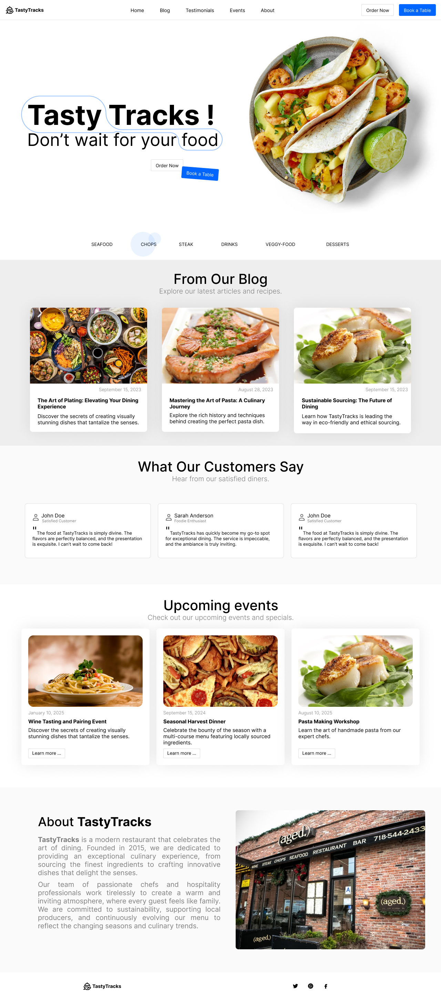 TastyTracks
Home
Blog
Testimonials
Events
About
Order Now
Book a Table
Tasty Tracks !
Don’t wait for your food
Order Now
Book a Table
SEAFOOD
CHOPS
STEAK
DRINKS
VEGGY-FOOD
DESSERTS
From Our Blog
Explore our latest articles and recipes.
September 15, 2023
The Art of Plating: Elevating Your Dining
Experience
Discover the secrets of creating visually
stunning dishes that tantalize the senses.
August 28, 2023
Mastering the Art of Pasta: A Culinary
Journey
Explore the rich history and techniques
behind creating the perfect pasta dish.
September 15, 2023
Sustainable Sourcing: The Future of
Dining
Learn how TastyTracks is leading the
way in eco-friendly and ethical sourcing.
What Our Customers Say
Hear from our satisfied diners.
John Doe
Satisfied Customer
"The food at TastyTracks is simply divine. The
flavors are perfectly balanced, and the presentation
is exquisite. I can't wait to come back!
Sarah Anderson
Foodie Enthusiast
"TastyTracks has quickly become my go-to spot
for exceptional dining. The service is impeccable,
and the ambiance is truly inviting.
John Doe
Satisfied Customer
"The food at TastyTracks is simply divine. The
flavors are perfectly balanced, and the presentation
is exquisite. I can't wait to come back!
Upcoming events
Check out our upcoming events and specials.
January 10, 2025
Wine Tasting and Pairing Event
Discover the secrets of creating visually
stunning dishes that tantalize the senses.
Learn more ...
September 15, 2024
Seasonal Harvest Dinner
Celebrate the bounty of the season with a
multi-course menu featuring locally sourced
ingredients.
Learn more ...
August 10, 2025
Pasta Making Workshop
Learn the art of handmade pasta from our
expert chefs.
Learn more ...
About TastyTracks
TastyTracks is a modern restaurant that celebrates the
art of dining. Founded in 2015, we are dedicated to
providing an exceptional culinary experience, from
sourcing the finest ingredients to crafting innovative
dishes that delight the senses.
Our team of passionate chefs and hospitality
professionals work tirelessly to create a warm and
inviting atmosphere, where every guest feels like family.
We are committed to sustainability, supporting local
producers, and continuously evolving our menu to
reflect the changing seasons and culinary trends.
(aged.)
WINE STEAK CHOPS SEAFOOD RESTAURANT BAR 718-544-2433
A
(aged.)
(aged.)
TastyTracks